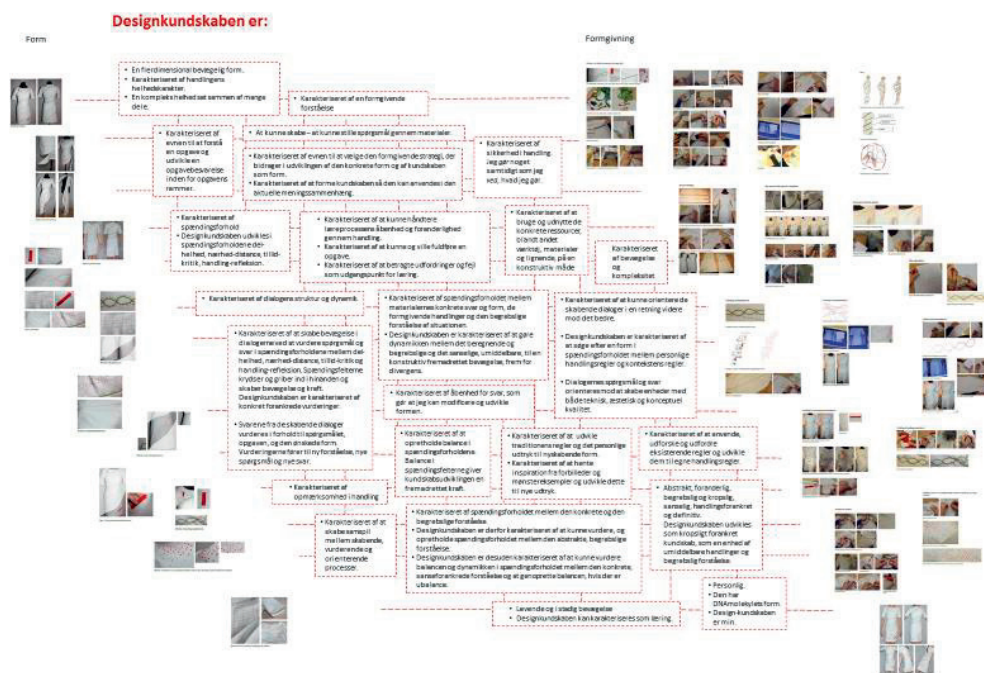 Designkundskaben er:
Form
Formgivning
• En firerdimensional bevægelig form.
• Karakteriseret af handlingens
helhedskarakter.
• En kompleks helhed sat sammen af mange
dele.
• Karakteriseret af en formgivende
forståelse
• Karakteriseret af
evnen til at forstå
en opgave og
udvikle en
opgavebesvarelse
inden for opgavens
rammer.
• At kunne skabe – at kunne stille spørgsmål gennem materialer.
• Karakteriseret af evnen til at vælge den formgivende strategi, der
bidrager i udviklingen af den konkrete form og af kundskaben
som form.
• Karakteriseret af at forme kundskaben så den kan anvendes i den
aktuelle meningssammenhæng.
• Karakteriseret af
sikkerhed i handling.
Jeg gør noget
samtidigt som jeg
ved, hvad jeg gør.
• Karakteriseret af
spændingsforhold
• Designkundskaben udvikles i
spændingsforholdene del-
helhed, nærhed-distance, tillid-
kritik, handling-refleksion.
• Karakteriseret af at kunne håndtere
læreprocessens åbenhed og foranderlighed
gennem handling.
• Karakteriseret af at kunne og ville fuldføre en
opgave.
• Karakteriseret af at betragte udfordringer og fejl
som udgangspunkt for læring.
• Karakteriseret af at
bruge og udnytte de
konkrete ressourcer,
blandt andet
værktøj, materialer
og lignende, på en
konstruktiv måde
• Karakteriseret
af bevægelse
og kompleksitet
• Karakteriseret af dialogens struktur og dynamik.
• Karakteriseret af spændingsforholdet mellem
materialernes konkrete svar og form, de
formgivende handlinger og den begrebslige
forståelse af situationen.
• Designkundskaben er karakteriseret af at gøre
dynamikken mellem det beregnende og
begrebslige og det sanselige, umiddelbare, til en
konstruktiv fremadrettet bevægelse, frem for
divergens.
• Karakteriseret af at kunne orientere de
skabende dialoger i en retning videre
mod det bedre.
• Designkundskaben er karakteriseret af
at søge efter en form i
spændingsforholdet mellem personlige
handlingsregler og kontekstens regler.
• Dialogernes spørgsmål og svar
orienteres mod at skabe enheder med
både teknisk, æstetisk og konceptuel
kvalitet.
• Karakteriseret af at skabe bevægelse i
dialogerne ved at vurdere spørgsmål og
svar i spændingsforholdene mellem del-
helhed, nærhed-distance, tillid-kritik og
handling-refleksion. Spændingsfelterne
krydser og griber ind i hinanden og
skaber bevægelse og kraft.
Designkundskaben er karakteriseret af
konkret forankrede vurderinger.
• Svarene fra de skabende dialoger
vurderes i forhold til spørgsmålet,
opgaven, og den ønskede form.
Vurderingerne fører til ny forståelse, nye
spørgsmål og nye svar.
• Karakteriseret af åbenhed for svar, som
gør at jeg kan modificere og udvikle
formen.
• Karakteriseret af at
opretholde balance i
spændingsforholdene.
Balance i
spændingsfelterne giver
kundskabsudviklingen en
fremadrettet kraft.
• Karakteriseret af at udvikle
traditionens regler og det personlige
udtryk til nyskabende form.
• Karakteriseret af at hente
inspiration fra forbilleder og
mønstereksempler og udvikle dette
til nye udtryk.
• Karakteriseret af at anvende,
udforske og udfordre
eksisterende regler og udvikle
dem til egne handlingsregler.
• Karakteriseret af
opmærksomhed i handling
• Abstrakt, foranderlig,
begrebslig og kropslig,
sanselig, handlingsforankret
og definitiv.
Designkundskaben udvikles
som kropsligt forankret
kundskab, som en enhed af
umiddelbare handlinger og
begrebslig forståelse.
• Karakteriseret af at
skabe samspil
mellem skabende,
vurderende og
orienterende
processer.
• Karakteriseret af spændingsforholdet mellem den konkrete og den
begrebslige forståelse.
• Designkundskaben er derfor karakteriseret af at kunne vurdere, og
opretholde spændingsforholdet mellem den abstrakte, begrebslige
forståelse.
• Designkundskaben er desuden karakteriseret af at kunne vurdere
balancen og dynamikken i spændingsforholdet mellem den konkrete,
sanseforankrede forståelse og at genoprette balancen, hvis der er
ubalance.
• Levende og i stadig bevægelse
• Designkundskaben kan karakteriseres som læring.
• Personlig.
• Den har
DNA molekylets form.
• Design-kundskaben
er min.